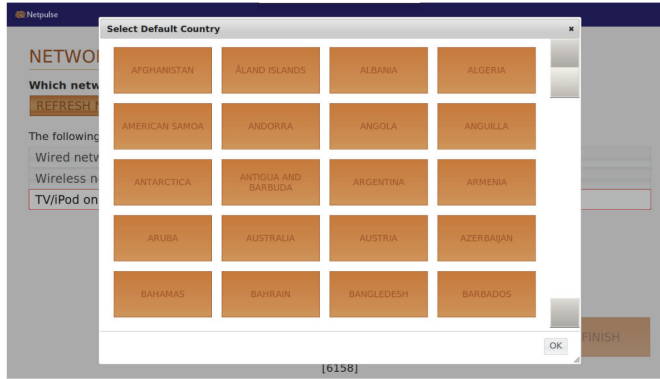 Netpulse
Select Default Country
×
NETWO
Which netw
REFRESH N
The following
Wired netw
Wireless n
TV/iPod on
AFGHANISTAN ÅLAND ISLANDS ALBANIA ALGERIA
AMERICAN SAMOA ANDORRA ANGOLA ANGUILLA
ANTARCTICA ANTIGUA AND BARBUDA ARGENTINA ARMENIA
ARUBA AUSTRALIA AUSTRIA AZERBAIJAN
BAHAMAS BAHRAIN BANGLEDESH BARBADOS
OK
FINISH
[6158]